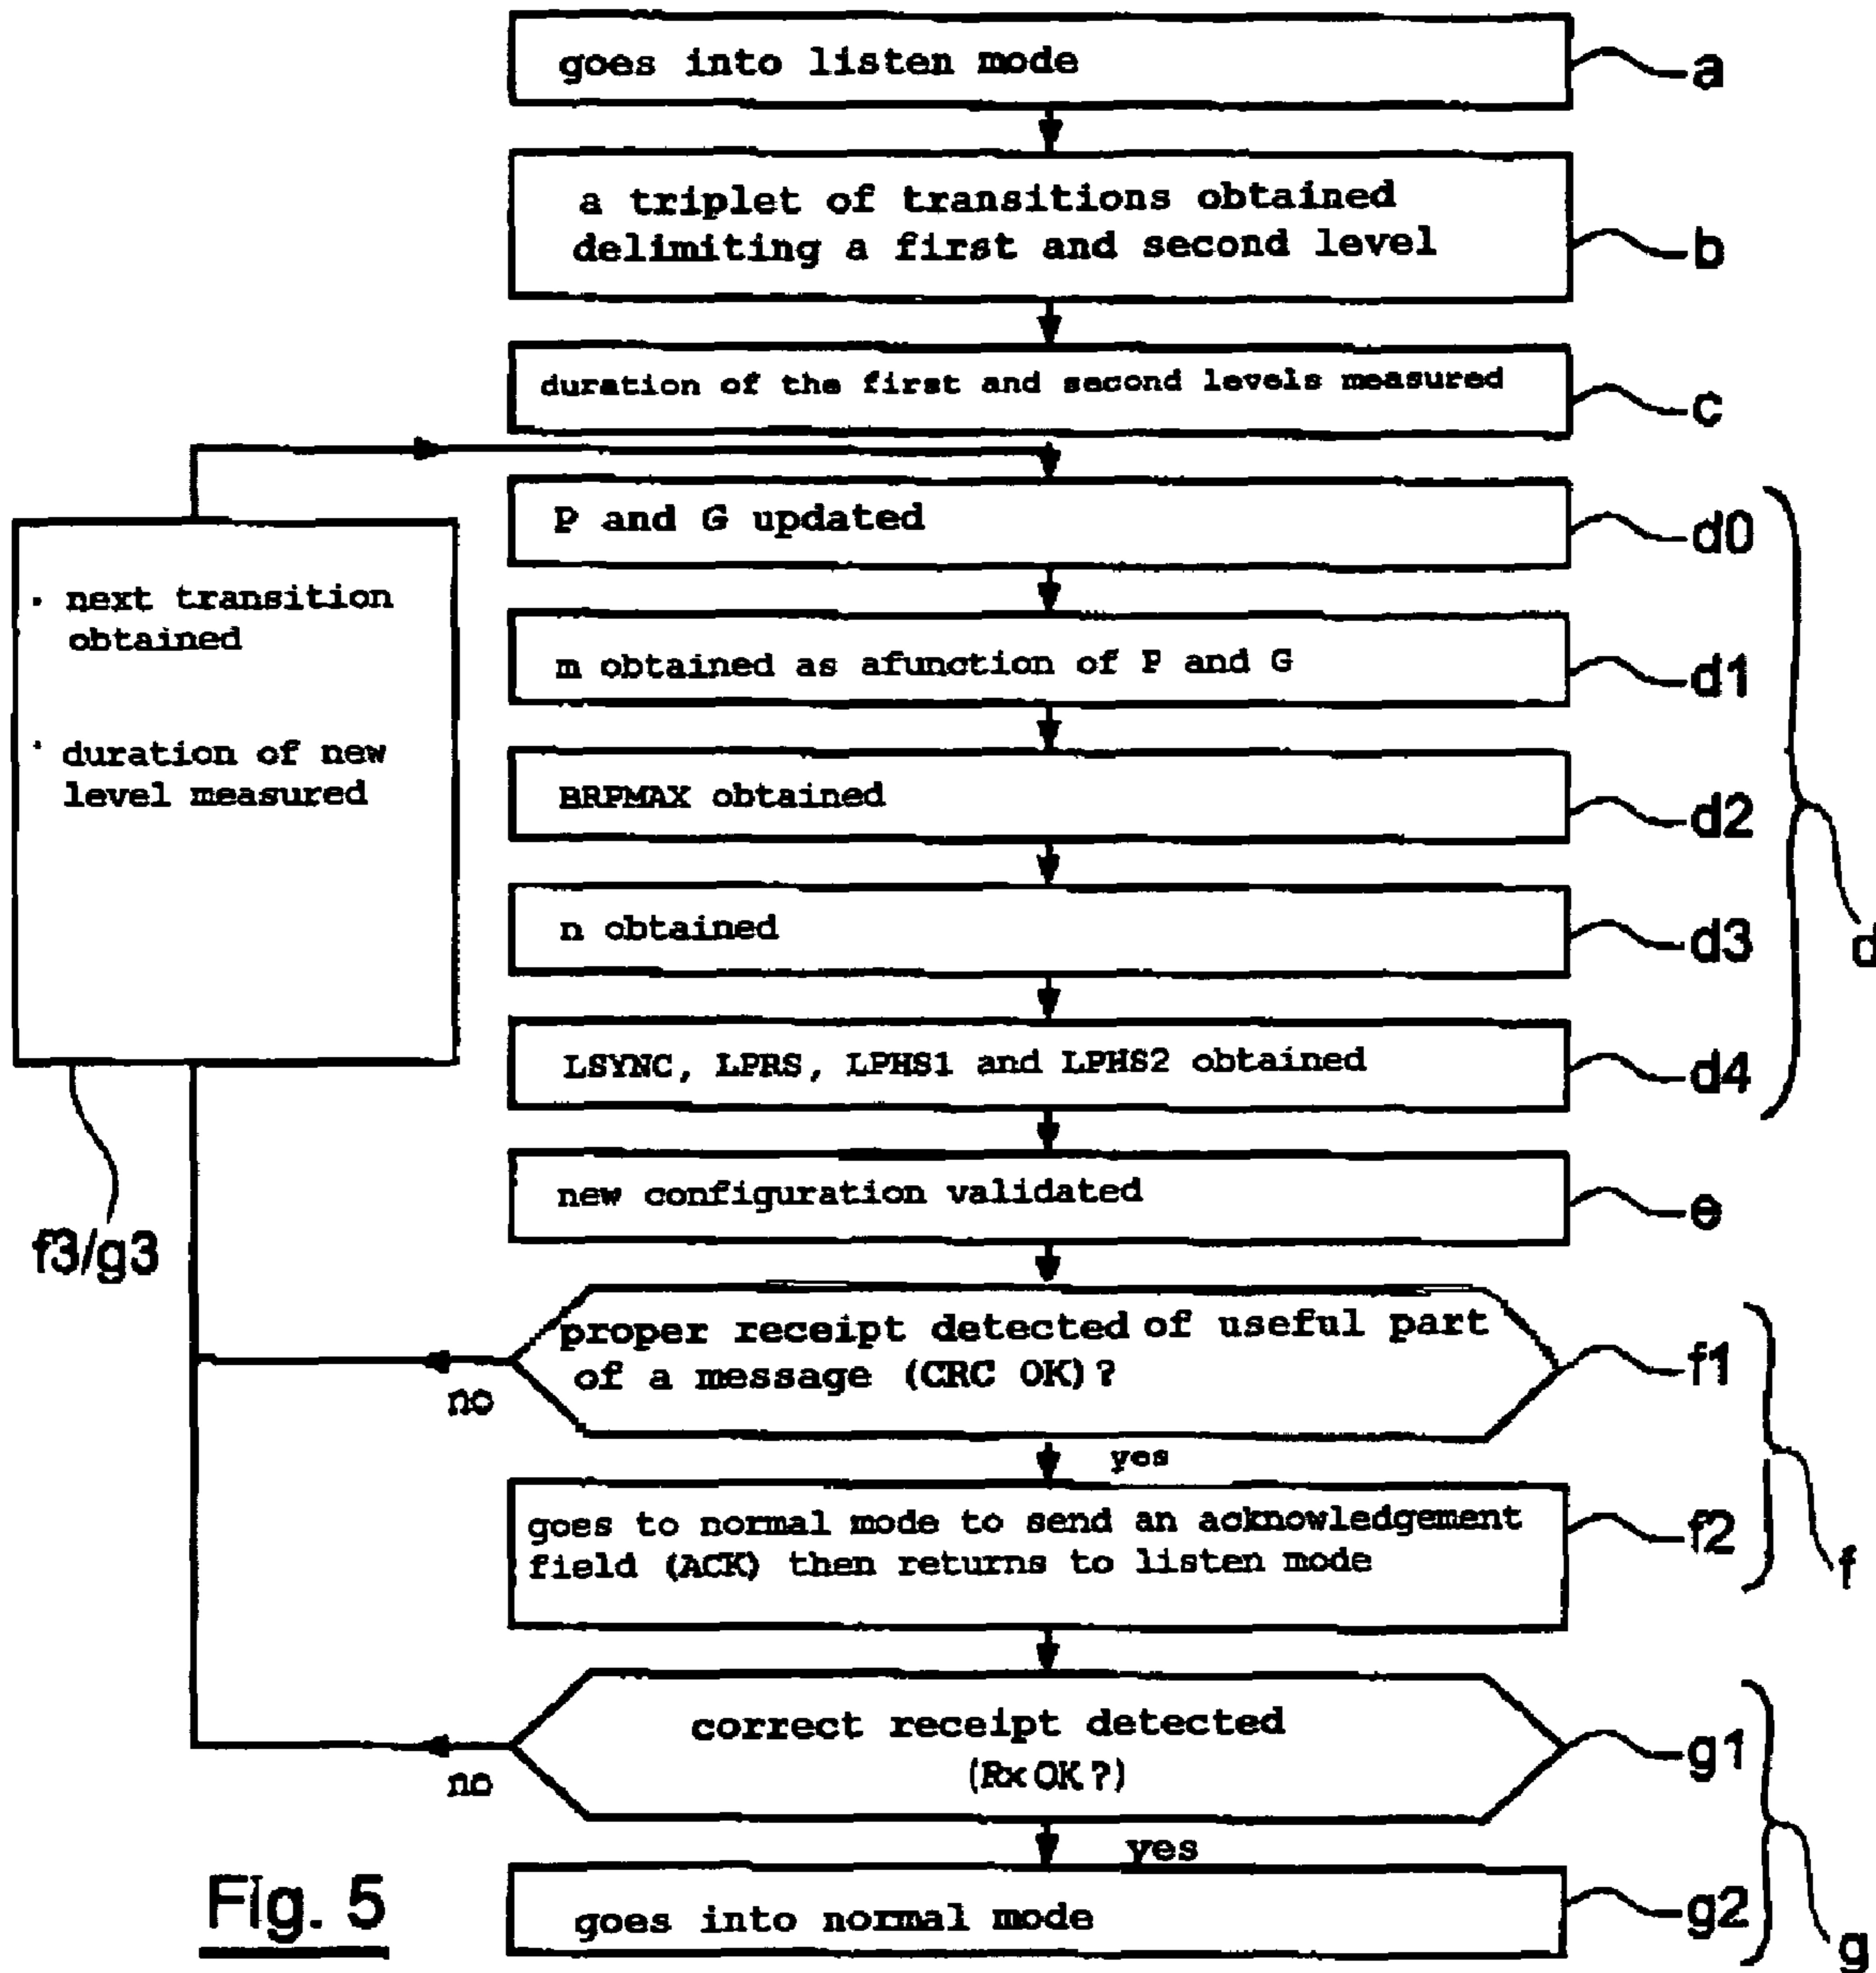 goes into listen mode
a
a triplet of transitions obtained
delimiting a first and second level
b
duration of the first and second levels measured
c
P and G updated
d0
m obtained as afunction of P and G
d1
BRPMAX obtained
d2
n obtained
d3
LSYNC, LPRS, LPHS1 and LPHS2 obtained
d4
d
• next transition
obtained
• duration of new
level measured
f3/g3
new configuration validated
e
proper receipt detected of useful part
of a message (CRC OK)?
f1
no
yes
goes to normal mode to send an acknowledgement
field (ACK) then returns to listen mode
f2
f
correct receipt detected
(Rx OK?)
g1
no
yes
goes into normal mode
g2
g
Fig. 5